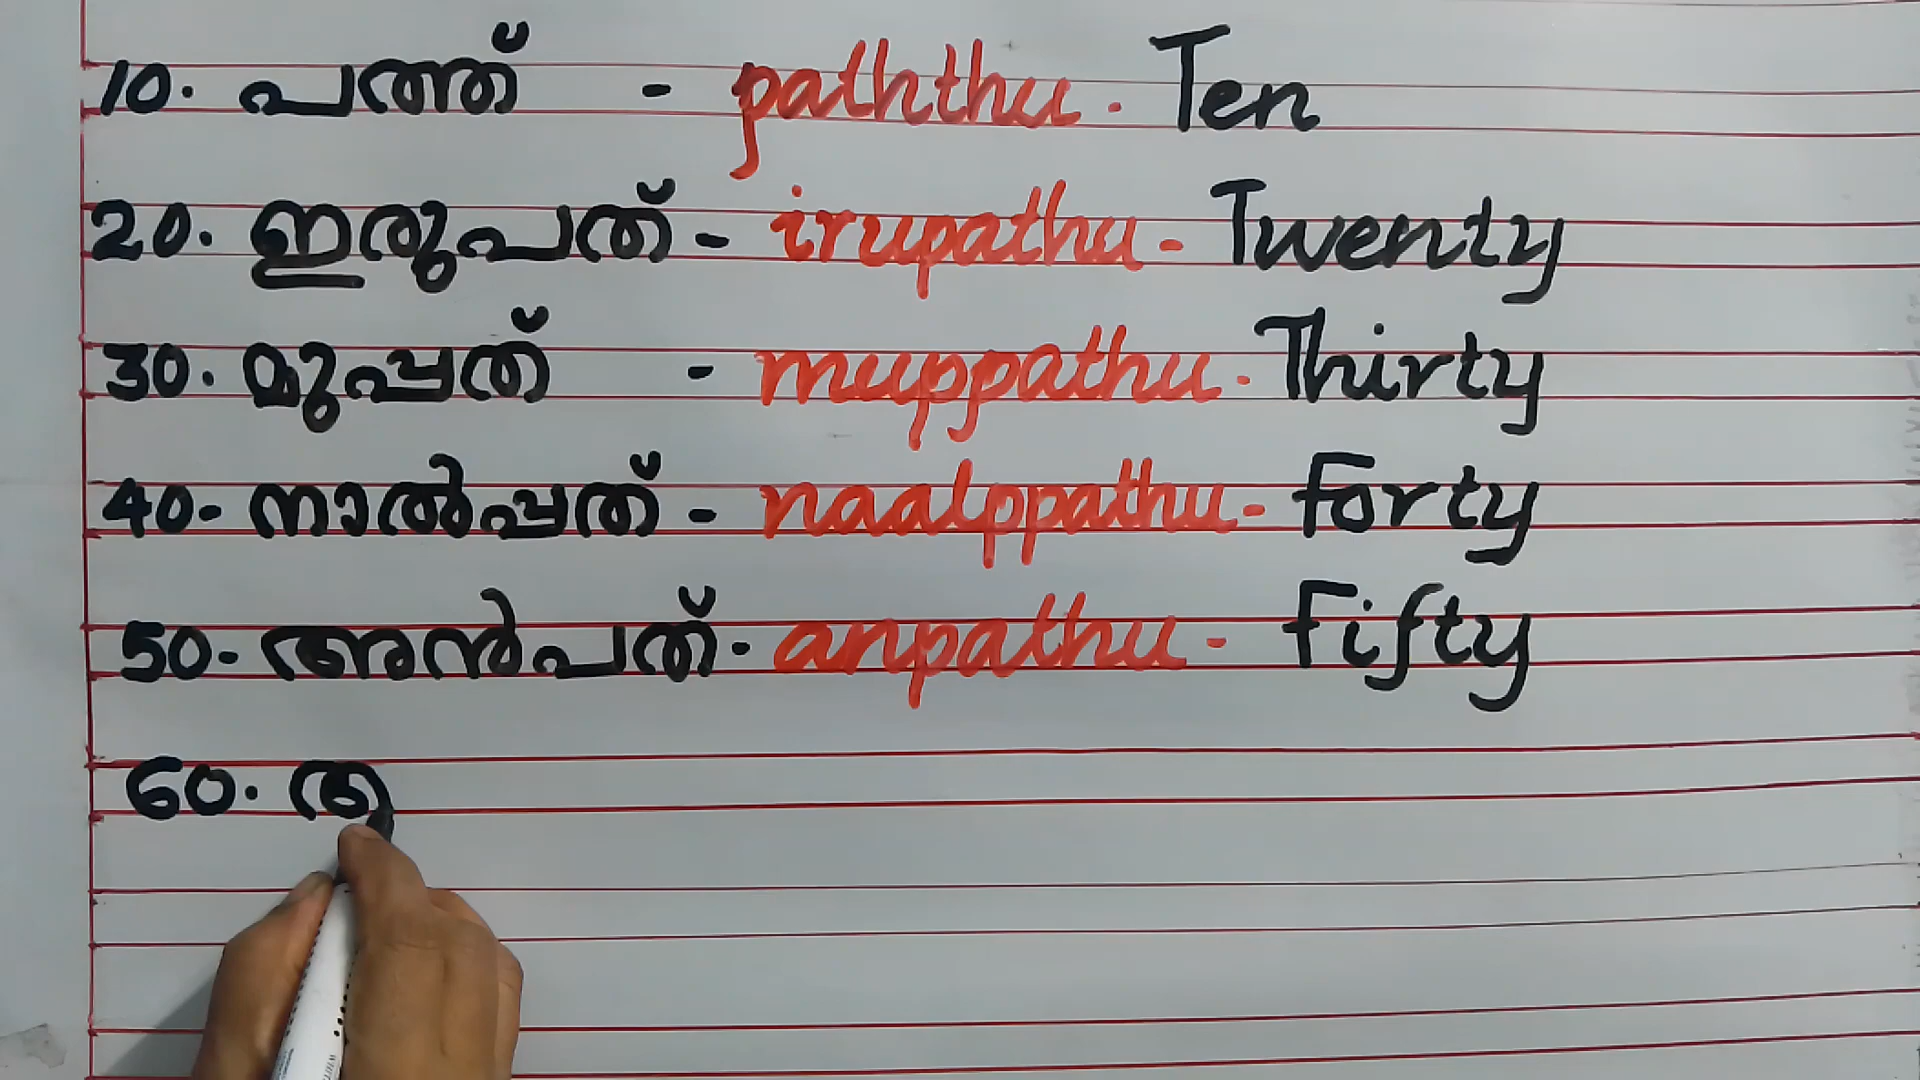 10. പത്ത് - paththu. Ten
20. ഇരുപത് - irupathu - Twenty
30. മുപ്പത് - muppathu. Thirty
40- നാൽപ്പത് - naalppathu - Forty
50- അൻപത് - anpathu - Fifty
60. ത